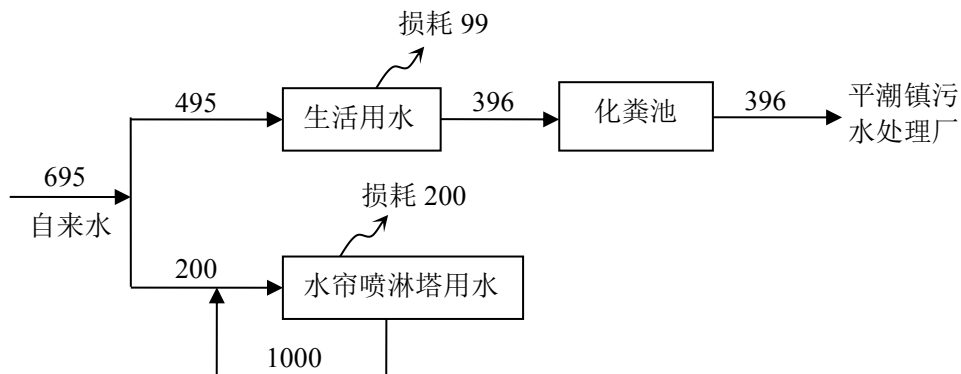 损耗 99
495
生活用水
396
化粪池
396
平潮镇污
水处理厂
695
自来水
损耗 200
200
水帘喷淋塔用水
1000